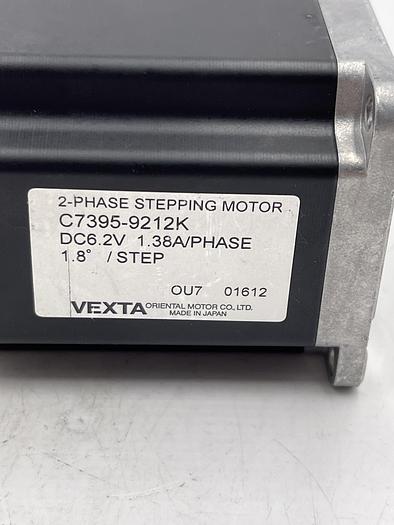 2-PHASE STEPPING MOTOR
C7395-9212K
DC6.2V 1.38A/PHASE
1.8° / STEP
OU7 01612
VEXTA ORIENTAL MOTOR CO., LTD.
MADE IN JAPAN